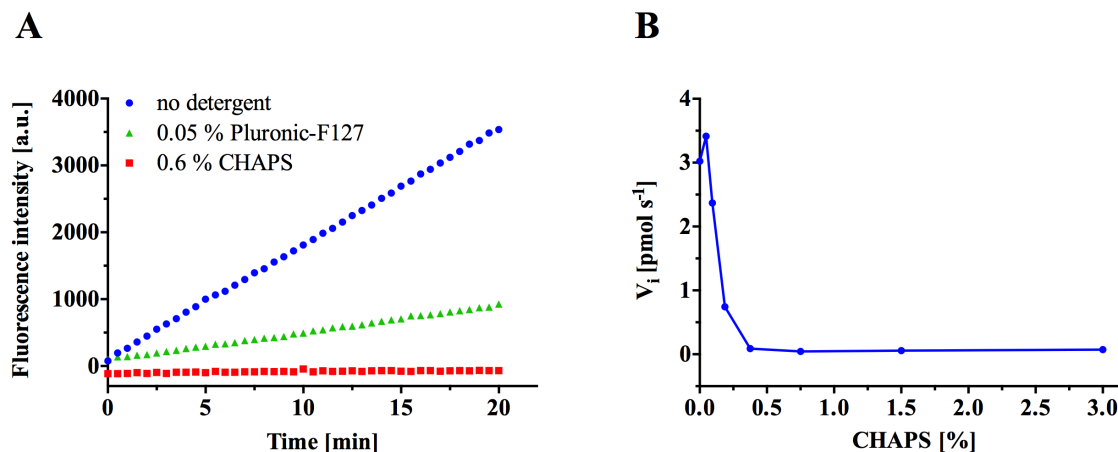 A
B
Fluorescence intensity [a.u.]
4000
3000
2000
1000
0
no detergent
0.05 % Pluronic-F127
0.6 % CHAPS
0 5 10 15 20
Time [min]
Vi [pmol s-1]
4
3
2
1
0
0.0 0.5 1.0 1.5 2.0 2.5 3.0
CHAPS [%]